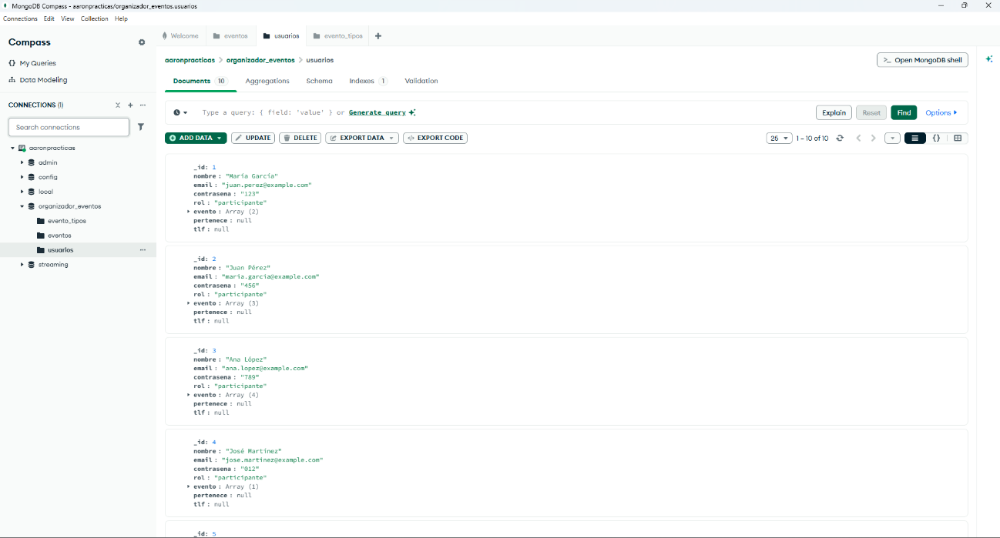 MongoDB Compass - aaronpracticas/organizador_eventos.usuarios
Connections Edit View Collection Help
Compass
My Queries
Data Modeling
CONNECTIONS (1)
Search connections
aaronpracticas
admin
config
local
organizador_eventos
evento_tipos
eventos
usuarios
streaming
Welcome eventos usuarios evento_tipos
aaronpracticas > organizador_eventos > usuarios
>_ Open MongoDB shell
Documents 10 Aggregations Schema Indexes 1 Validation
Type a query: { field: 'value' } or Generate query
Explain Reset Find Options
ADD DATA UPDATE DELETE EXPORT DATA EXPORT CODE
25 1 – 10 of 10
_id: 1
nombre : "María García"
email : "juan.perez@example.com"
contrasena : "123"
rol : "participante"
evento : Array (2)
pertenece : null
tlf : null
_id: 2
nombre : "Juan Pérez"
email : "maria.garcia@example.com"
contrasena : "456"
rol : "participante"
evento : Array (3)
pertenece : null
tlf : null
_id: 3
nombre : "Ana López"
email : "ana.lopez@example.com"
contrasena : "789"
rol : "participante"
evento : Array (4)
pertenece : null
tlf : null
_id: 4
nombre : "José Martínez"
email : "jose.martinez@example.com"
contrasena : "012"
rol : "participante"
evento : Array (1)
pertenece : null
tlf : null
_id: 5